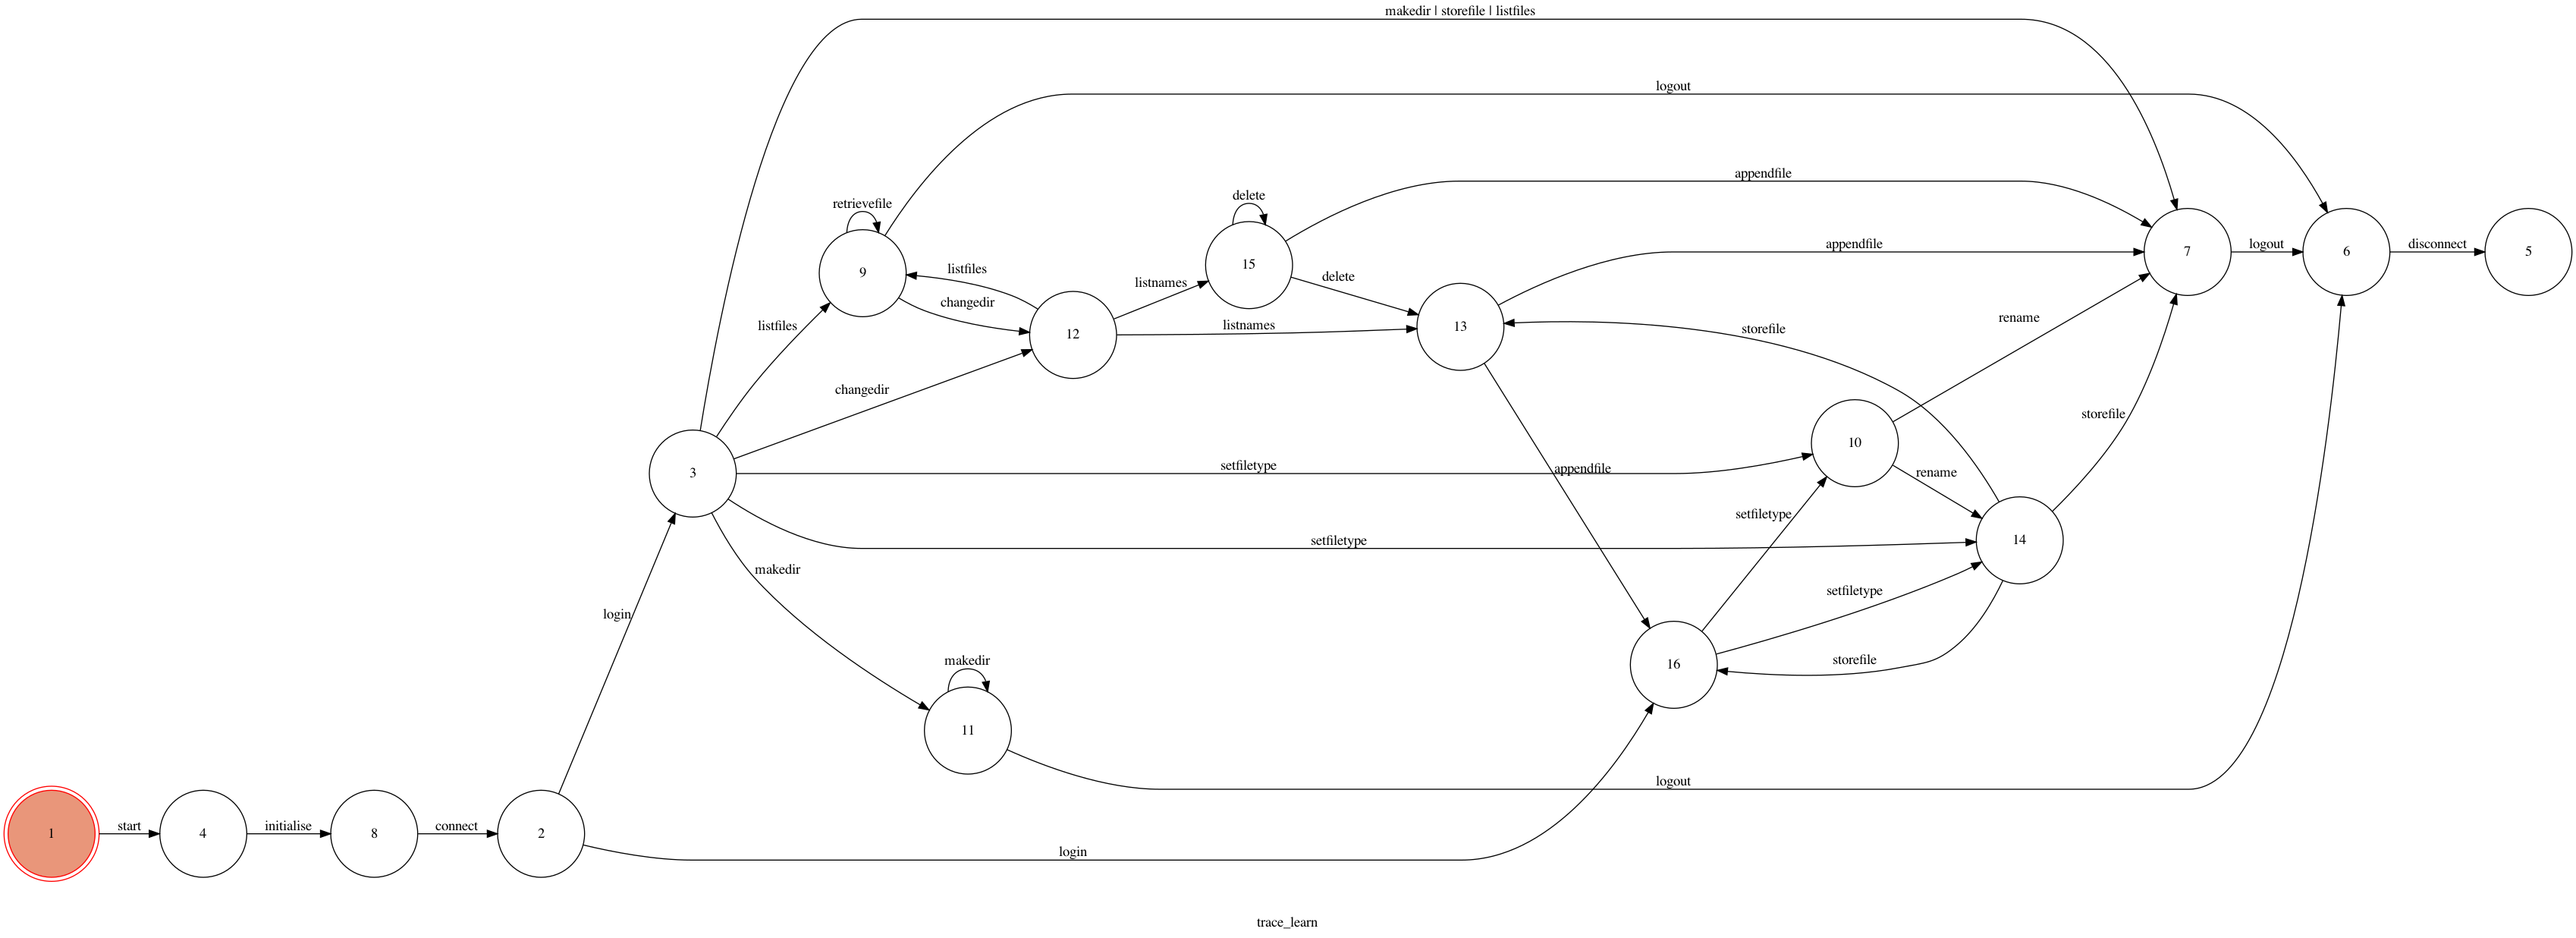 makedir | storefile | listfiles
logout
appendfile
delete
retrievefile
15
appendfile
7
logout
6
disconnect
5
9
listfiles
changedir
listnames
delete
13
listnames
12
listfiles
storefile
rename
changedir
10
storefile
3
setfiletype
appendfile
rename
setfiletype
14
setfiletype
makedir
setfiletype
login
makedir
storefile
16
11
logout
1
start
4
initialise
8
connect
2
login
trace_learn